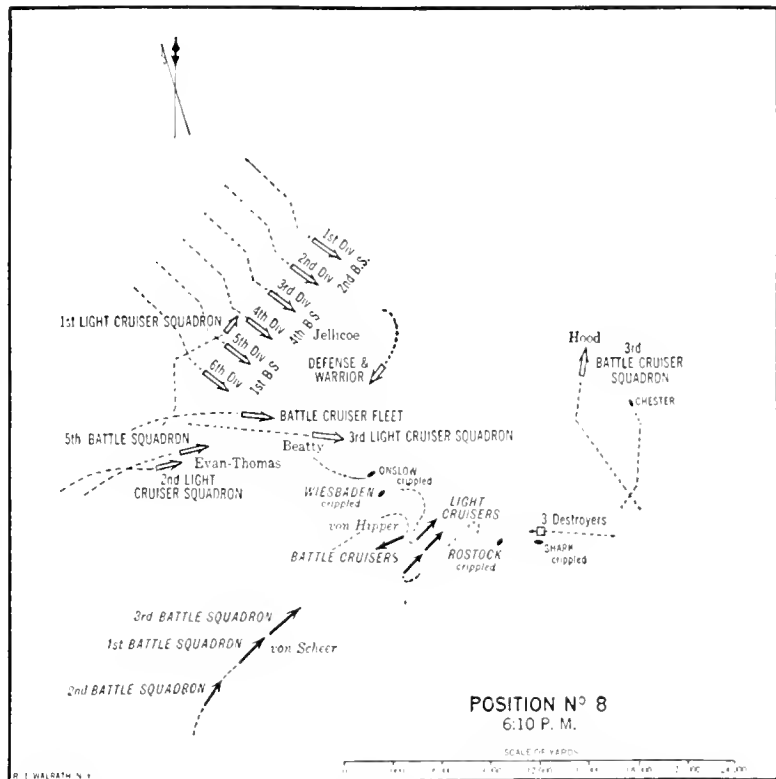 1st Div
2nd Div
2nd B.S.
3rd Div
1st LIGHT CRUISER SQUADRON
4th Div
4th B S
Jellicoe
5th Div
6th Div
1st B S
DEFENSE &
WARRIOR
Hood
3rd
BATTLE CRUISER
SQUADRON
CHESTER
BATTLE CRUISER FLEET
5th BATTLE SQUADRON
3rd LIGHT CRUISER SQUADRON
Beatty
Evan-Thomas
2nd LIGHT
CRUISER SQUADRON
ONSLOW
crippled
WIESBADEN
crippled
LIGHT
CRUISERS
von Hipper
3 Destroyers
BATTLE CRUISERS
ROSTOCK
crippled
SHARK
crippled
3rd BATTLE SQUADRON
1st BATTLE SQUADRON
von Scheer
2nd BATTLE SQUADRON
POSITION Nº 8
6:10 P. M.
SCALE OF YARDS
R. T. WALRATH N. Y.